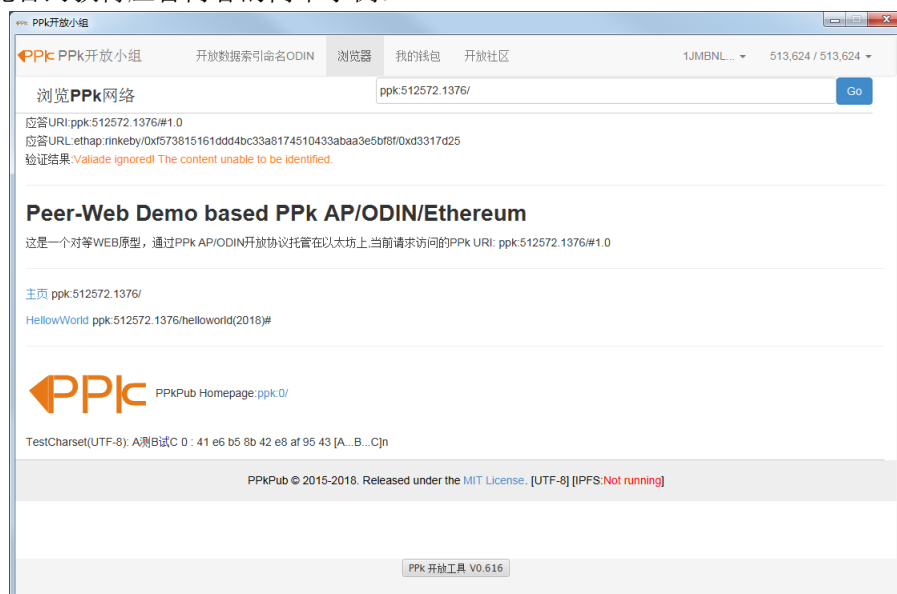 PPk开放小组
PPk PPk开放小组 开放数据索引命名ODIN 浏览器 我的钱包 开放社区 1JMBNL... 513,624 / 513,624
浏览PPk网络 ppk:512572.1376/ Go
应答URI:ppk:512572.1376/#1.0
应答URL:ethap:rinkeby/0xf573815161ddd4bc33a8174510433abaa3e5bf8f/0xd3317d25
验证结果:Valiade ignored! The content unable to be identified.
Peer-Web Demo based PPk AP/ODIN/Ethereum
这是一个对等WEB原型，通过PPk AP/ODIN开放协议托管在以太坊上.当前请求访问的PPk URI: ppk:512572.1376/#1.0
主页 ppk:512572.1376/
HellowWorld ppk:512572.1376/helloworld(2018)#
PPk PPkPub Homepage:ppk:0/
TestCharset(UTF-8): A测B试C 0 : 41 e6 b5 8b 42 e8 af 95 43 [A...B...C]n
PPkPub © 2015-2018. Released under the MIT License. [UTF-8] [IPFS:Not running]
PPk 开放工具 V0.616